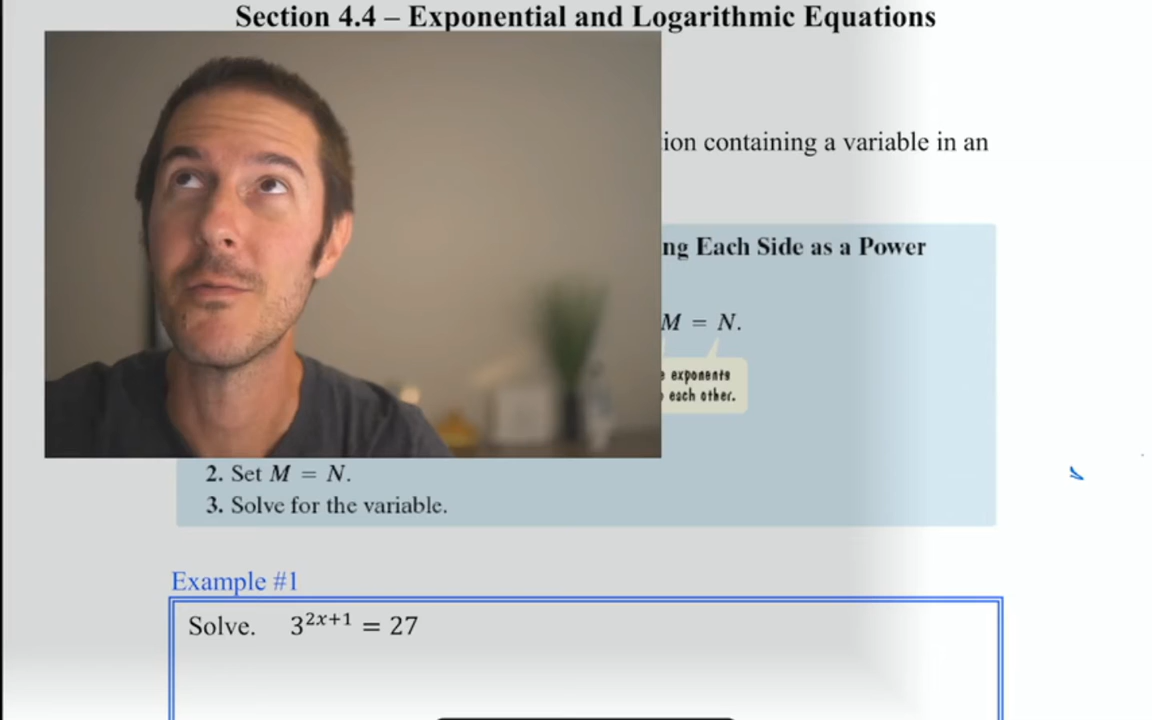 Section 4.4 – Exponential and Logarithmic Equations
ion containing a variable in an
ng Each Side as a Power
M = N.
exponents
each other.
2. Set M = N.
3. Solve for the variable.
Example #1
Solve. 3^{2x+1} = 27